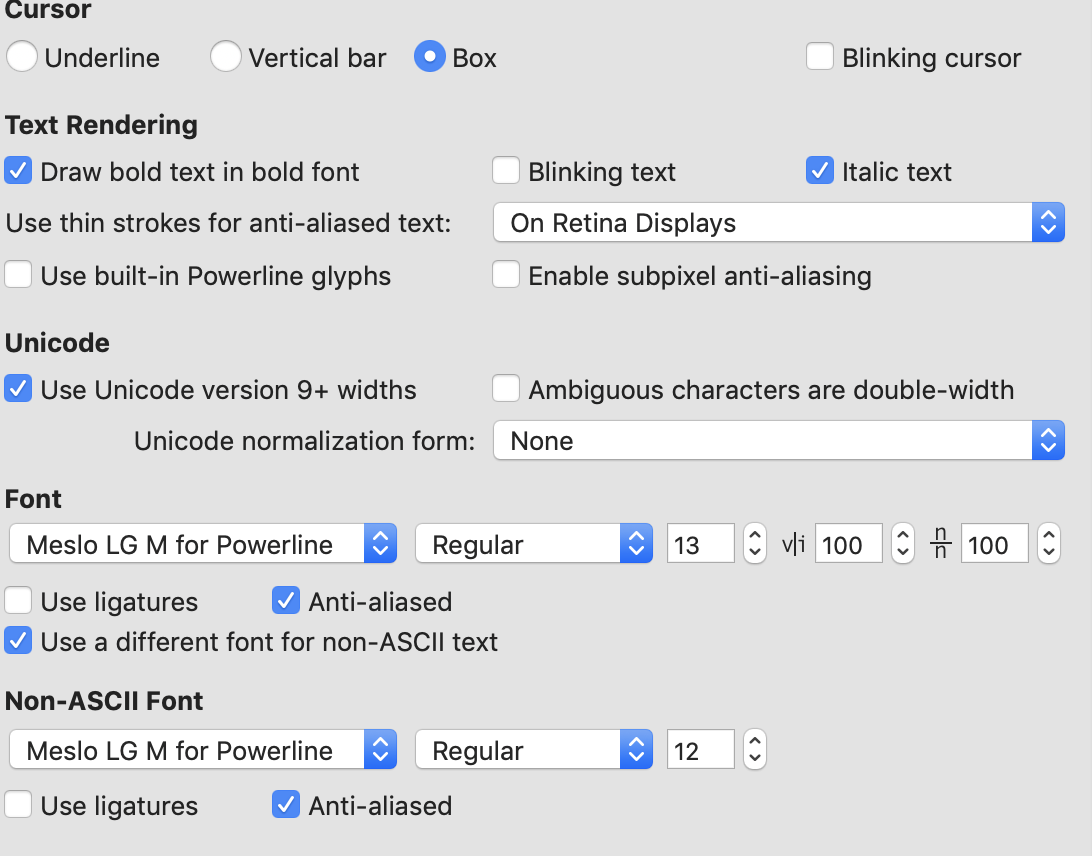 Cursor
Underline Vertical bar Box Blinking cursor
Text Rendering
Draw bold text in bold font Blinking text Italic text
Use thin strokes for anti-aliased text: On Retina Displays
Use built-in Powerline glyphs Enable subpixel anti-aliasing
Unicode
Use Unicode version 9+ widths Ambiguous characters are double-width
Unicode normalization form: None
Font
Meslo LG M for Powerline Regular 13 v|i 100 n/n 100
Use ligatures Anti-aliased
Use a different font for non-ASCII text
Non-ASCII Font
Meslo LG M for Powerline Regular 12
Use ligatures Anti-aliased